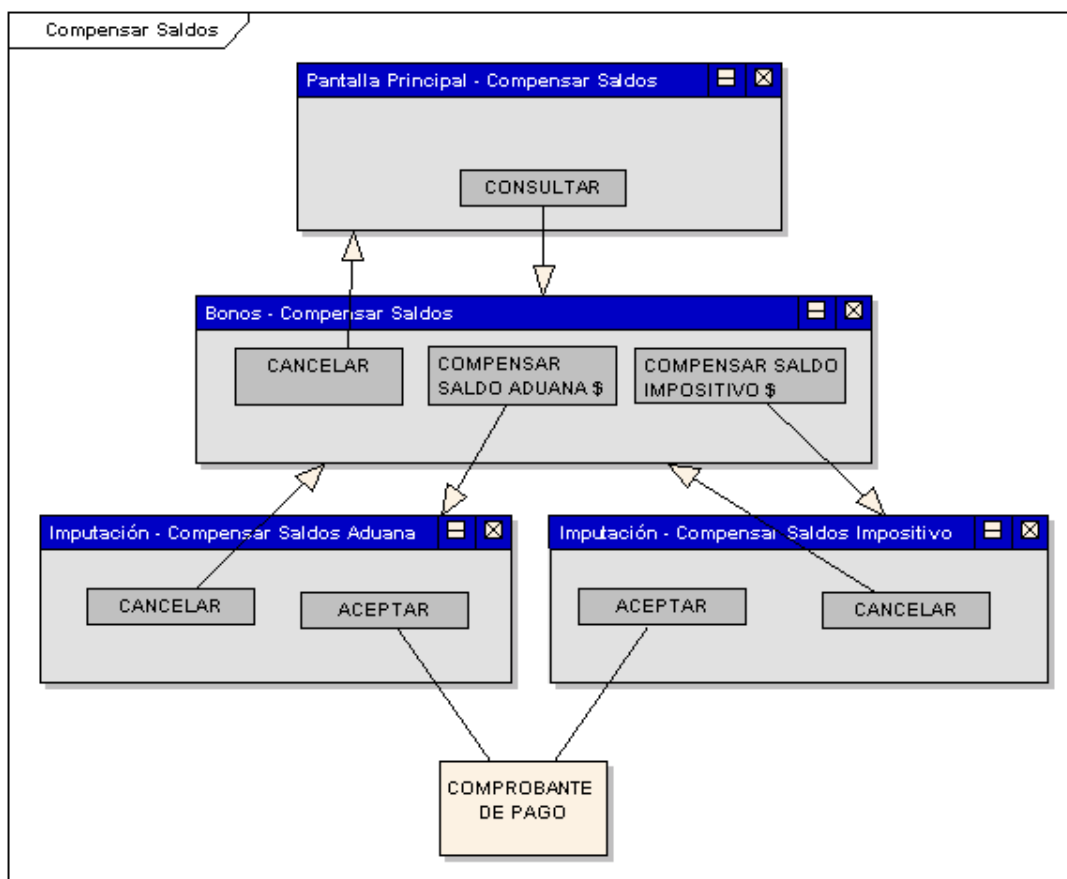 Compensar Saldos
Pantalla Principal - Compensar Saldos
CONSULTAR
Bonos - Compensar Saldos
CANCELAR
COMPENSAR
SALDO ADUANA $
COMPENSAR SALDO
IMPOSITIVO $
Imputación - Compensar Saldos Aduana
CANCELAR
ACEPTAR
Imputación - Compensar Saldos Impositivo
ACEPTAR
CANCELAR
COMPROBANTE
DE PAGO